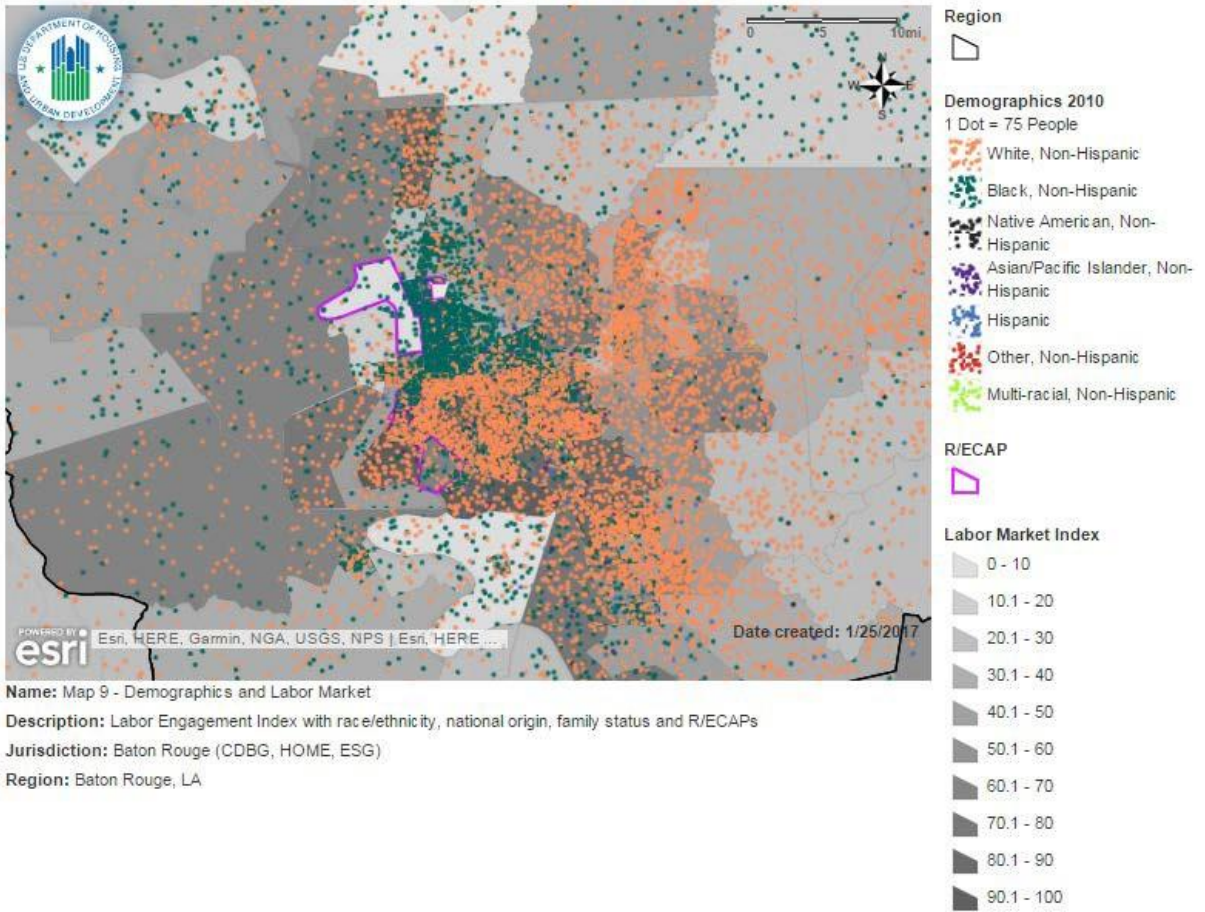 US DEPARTMENT OF HOUSING
AND URBAN DEVELOPMENT
0 5 10mi
N
W E
S
POWERED BY
esri
Esri, HERE, Garmin, NGA, USGS, NPS | Esri, HERE ...
Date created: 1/25/2017
Region
Demographics 2010
1 Dot = 75 People
White, Non-Hispanic
Black, Non-Hispanic
Native American, Non-
Hispanic
Asian/Pacific Islander, Non-
Hispanic
Hispanic
Other, Non-Hispanic
Multi-racial, Non-Hispanic
R/ECAP
Labor Market Index
0 - 10
10.1 - 20
20.1 - 30
30.1 - 40
40.1 - 50
50.1 - 60
60.1 - 70
70.1 - 80
80.1 - 90
90.1 - 100
Name: Map 9 - Demographics and Labor Market
Description: Labor Engagement Index with race/ethnicity, national origin, family status and R/ECAPs
Jurisdiction: Baton Rouge (CDBG, HOME, ESG)
Region: Baton Rouge, LA